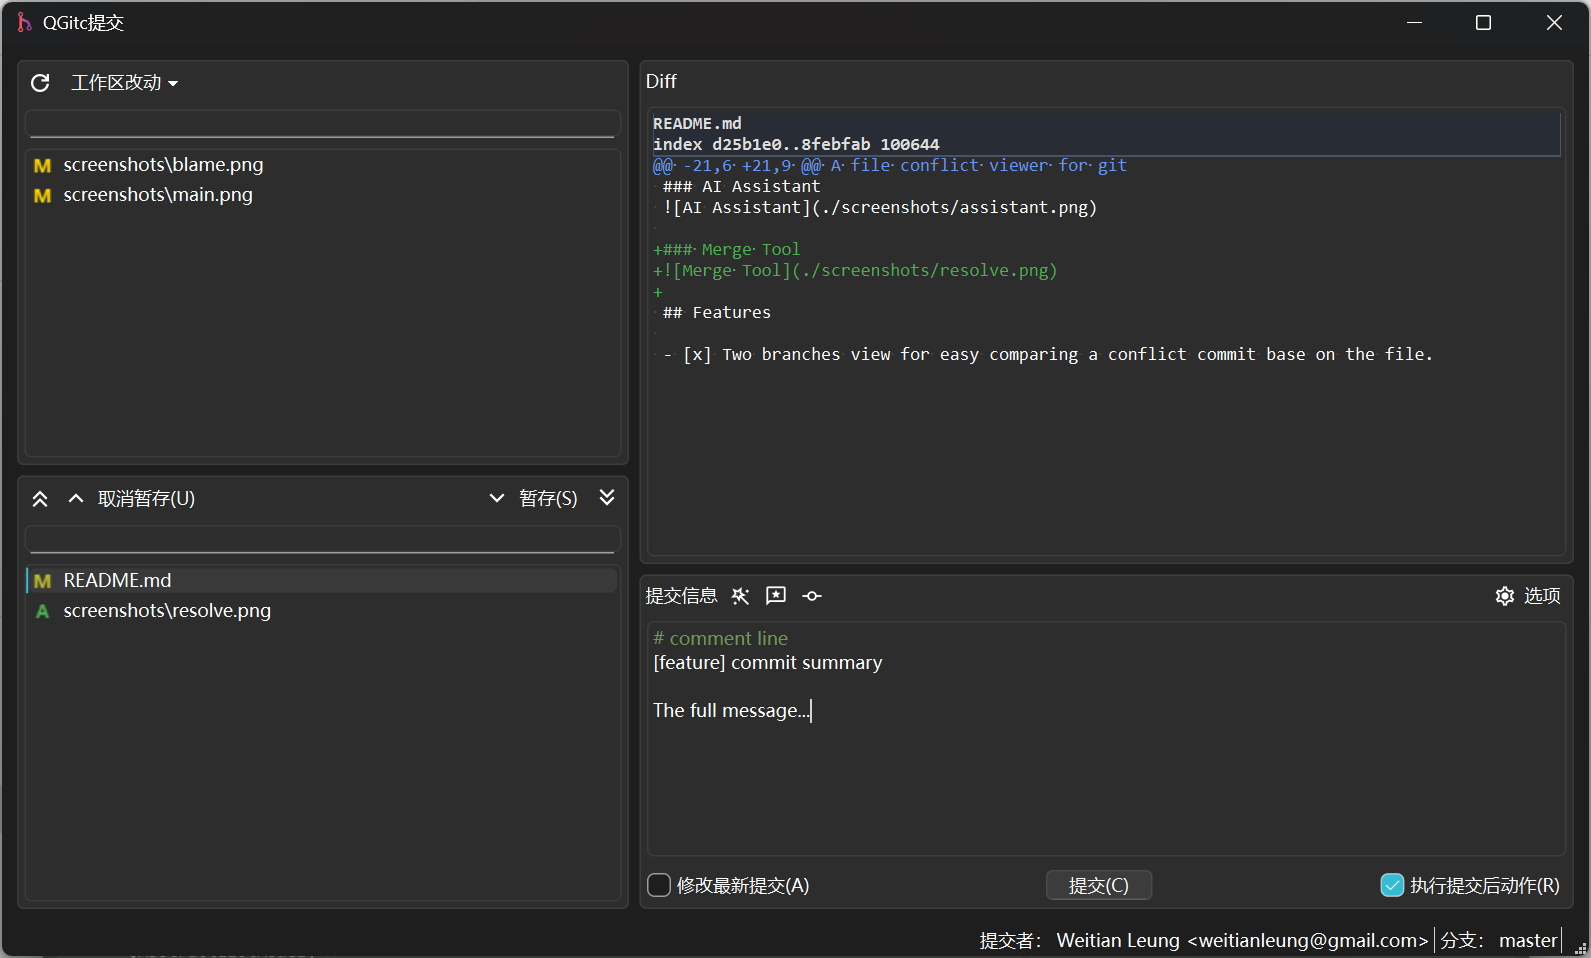 QGitc提交
工作区改动
M screenshots\blame.png
M screenshots\main.png
取消暂存(U)
暂存(S)
M README.md
A screenshots\resolve.png
Diff
README.md
index d25b1e0..8febfab 100644
@@ -21,6 +21,9 @@ A file conflict viewer for git
### AI Assistant
![AI Assistant](./screenshots/assistant.png)
+### Merge Tool
+![Merge Tool](./screenshots/resolve.png)
+
## Features
- [x] Two branches view for easy comparing a conflict commit base on the file.
提交信息
选项
# comment line
[feature] commit summary
The full message...
修改最新提交(A)
提交(C)
执行提交后动作(R)
提交者： Weitian Leung <weitianleung@gmail.com>
分支： master